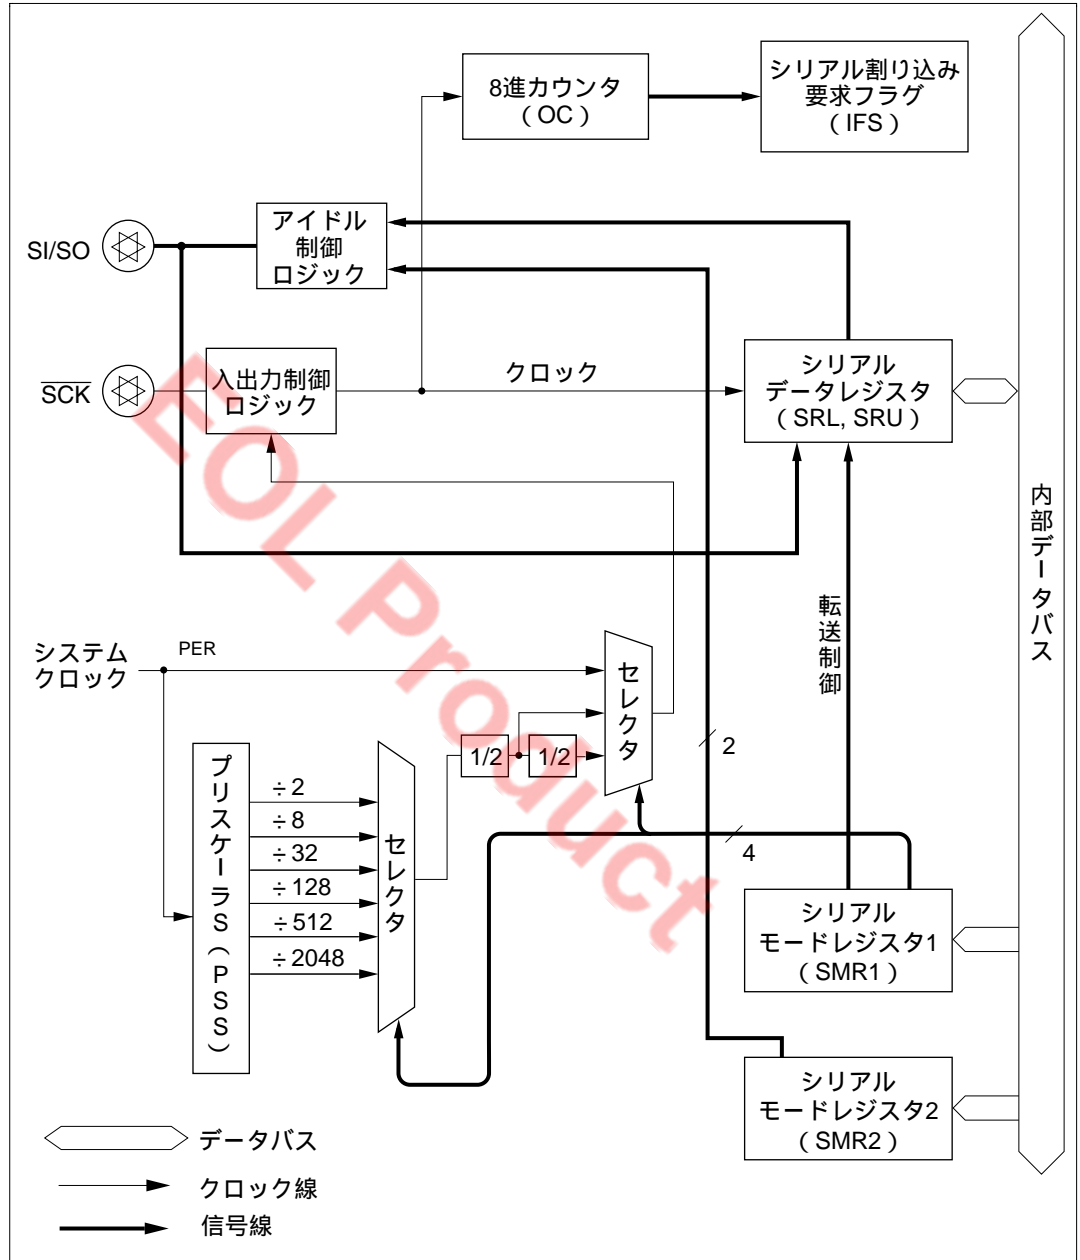 8進カウンタ
(OC)
シリアル割り込み
要求フラグ
(IFS)
SI/SO
アイドル
制御
ロジック
SCK
入出力制御
ロジック
クロック
シリアル
データレジスタ
(SRL, SRU)
内部データバス
転送制御
システム
クロック
PER
セレクタ
1/2
1/2
2
プリスケーラS(PSS)
÷2
÷8
÷32
÷128
÷512
÷2048
セレクタ
4
シリアル
モードレジスタ1
(SMR1)
シリアル
モードレジスタ2
(SMR2)
データバス
クロック線
信号線
EOL Product